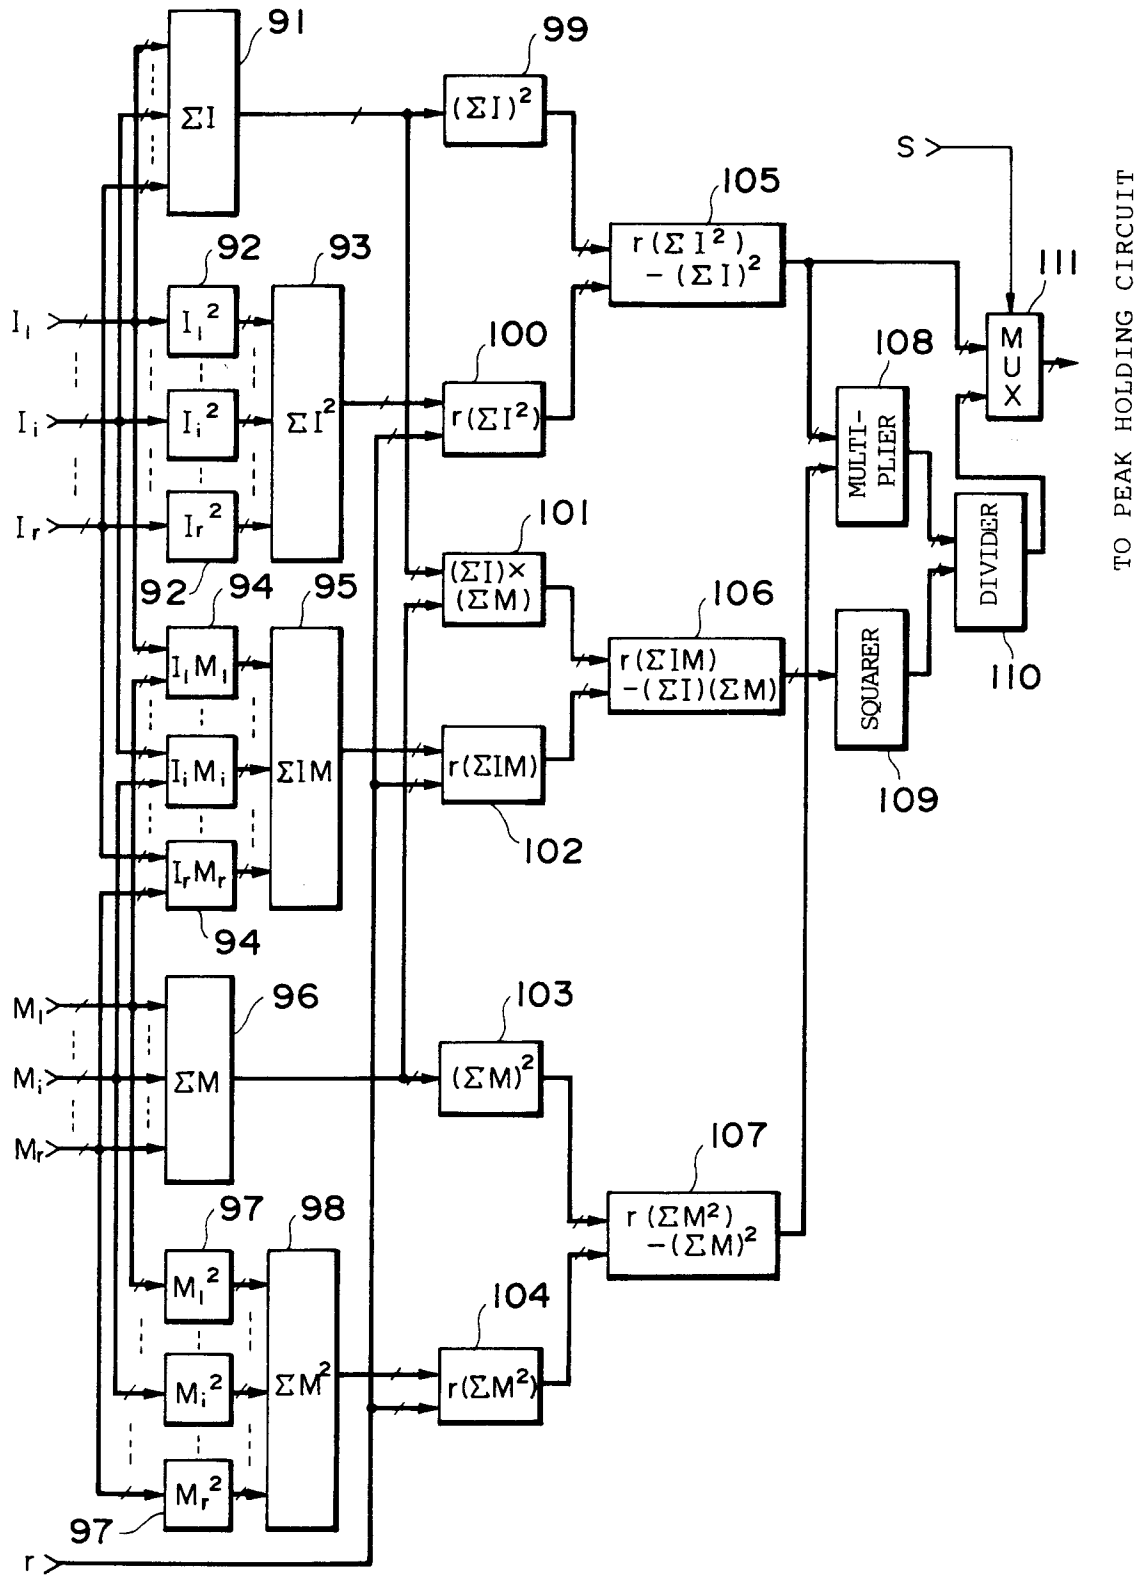 91
ΣI
99
(ΣI)²
S
105
r(ΣI²)
-(ΣI)²
111
MUX
TO PEAK HOLDING CIRCUIT
92
93
I₁
I₁²
Iᵢ
Iᵢ²
ΣI²
Iᵣ
Iᵣ²
92
100
r(ΣI²)
108
MULTI-
PLIER
101
(ΣI)×
(ΣM)
DIVIDER
110
94
95
I₁M₁
IᵢMᵢ
ΣIM
IᵣMᵣ
94
106
r(ΣIM)
-(ΣI)(ΣM)
SQUARER
109
r(ΣIM)
102
96
M₁
Mᵢ
ΣM
Mᵣ
103
(ΣM)²
107
r(ΣM²)
-(ΣM)²
97
98
M₁²
Mᵢ²
ΣM²
Mᵣ²
97
104
r(ΣM²)
r